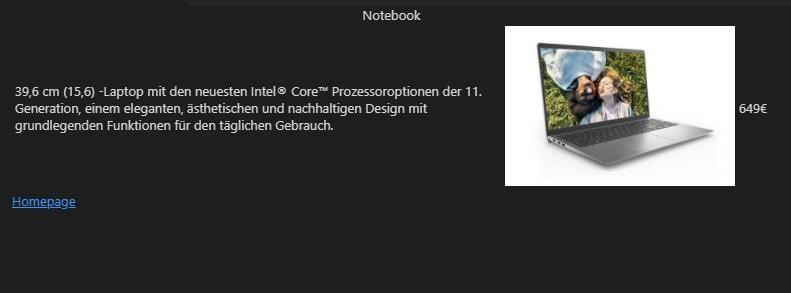 Notebook
39,6 cm (15,6) -Laptop mit den neuesten Intel® Core™ Prozessoroptionen der 11.
Generation, einem eleganten, ästhetischen und nachhaltigen Design mit
grundlegenden Funktionen für den täglichen Gebrauch.
649€
Homepage